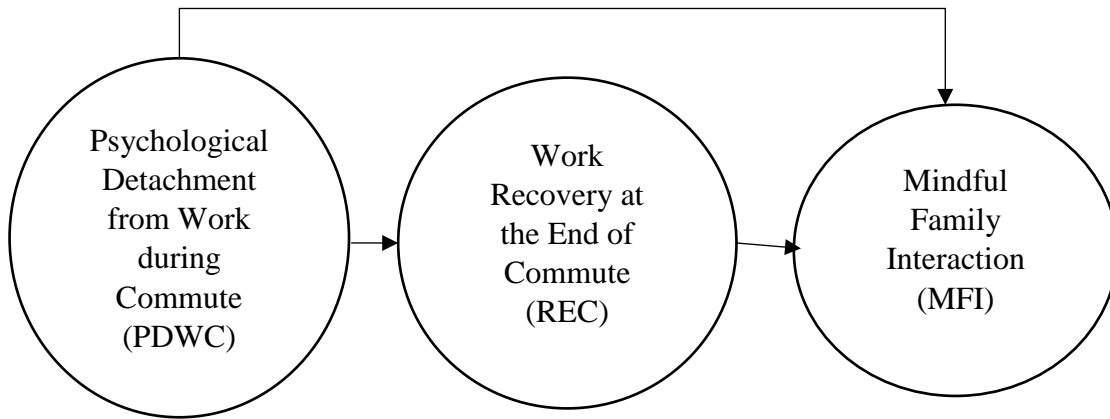 Psychological
Detachment
from Work
during
Commute
(PDWC)
Work
Recovery at
the End of
Commute
(REC)
Mindful
Family
Interaction
(MFI)